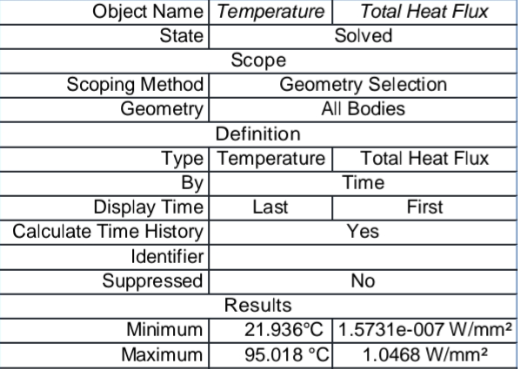 Object Name Temperature Total Heat Flux
State Solved
Scope
Scoping Method Geometry Selection
Geometry All Bodies
Definition
Type Temperature Total Heat Flux
By Time
Display Time Last First
Calculate Time History Yes
Identifier
Suppressed No
Results
Minimum 21.936°C 1.5731e-007 W/mm²
Maximum 95.018 °C 1.0468 W/mm²